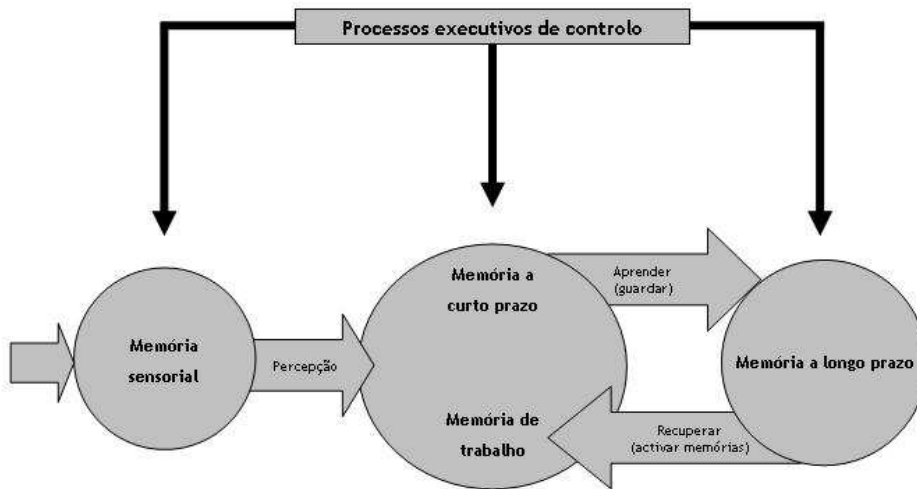 Processos executivos de controlo
Memória a
curto prazo
Aprender
(guardar)
Memória
sensorial
Percepção
Memória a longo prazo
Memória de
trabalho
Recuperar
(activar memórias)